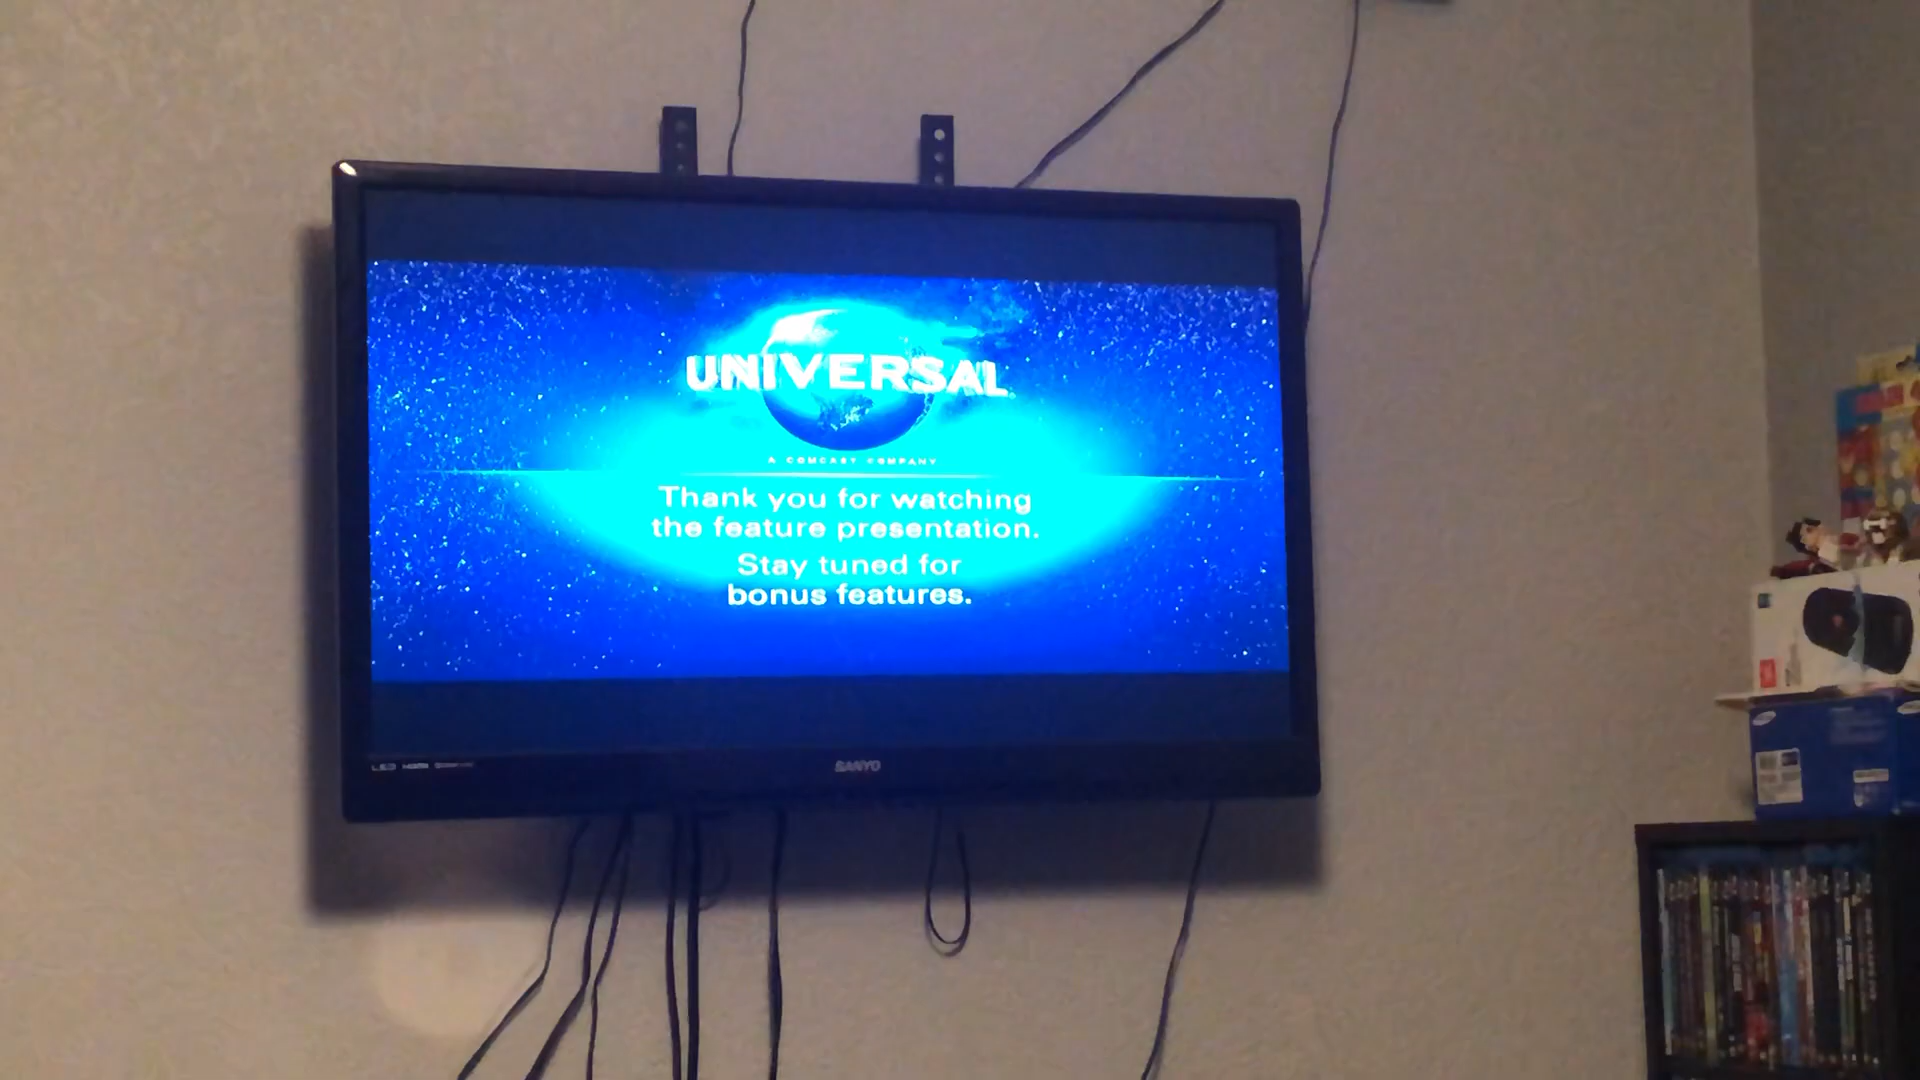 UNIVERSAL
A COMCAST COMPANY
Thank you for watching
the feature presentation.
Stay tuned for
bonus features.
SANYO